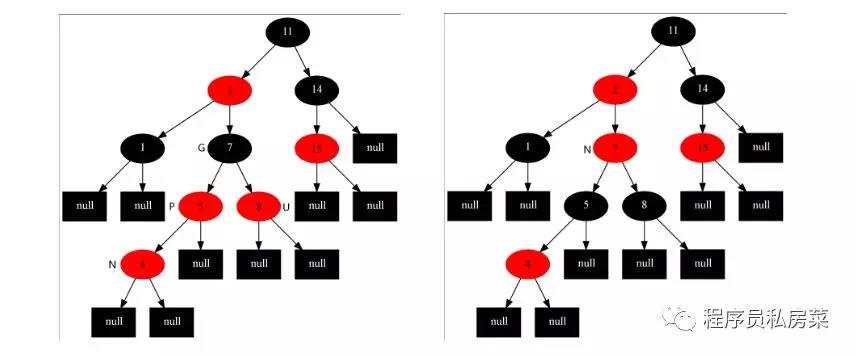 11
2 14
1 G 7 15 null
null null P 5 8 U null null
N 4 null null null
null null
11
2 14
1 N 7 15 null
null null 5 8 null null
4 null null null
null null
程序员私房菜